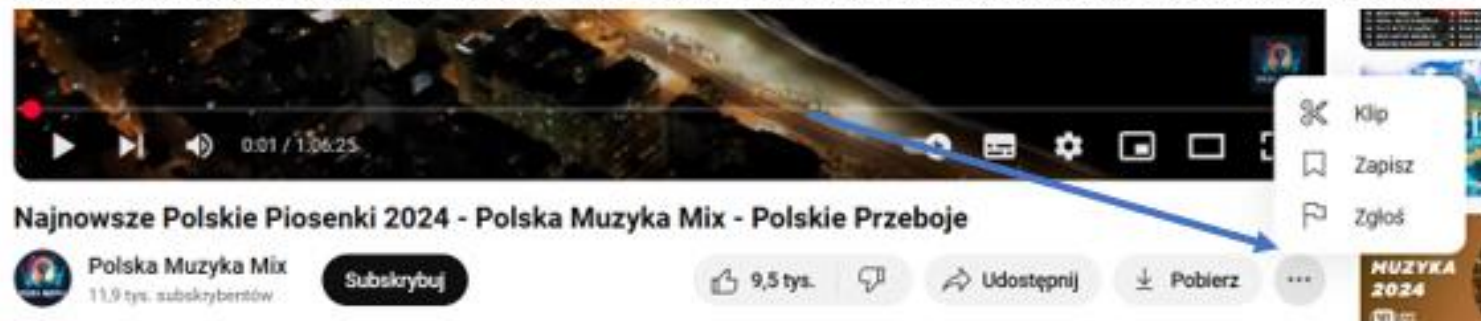 0:01 / 1:06:25
Klip
Zapisz
Zgłoś
Najnowsze Polskie Piosenki 2024 - Polska Muzyka Mix - Polskie Przeboje
Polska Muzyka Mix
11,9 tys. subskrybentów
Subskrybuj
9,5 tys.
Udostępnij
Pobierz
MUZYKA
2024